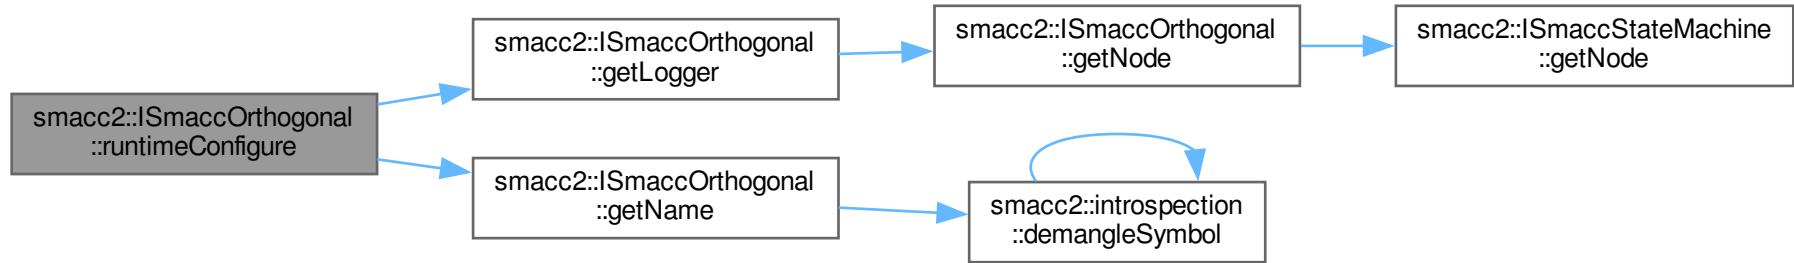 smacc2::ISmaccOrthogonal
::runtimeConfigure
smacc2::ISmaccOrthogonal
::getLogger
smacc2::ISmaccOrthogonal
::getNode
smacc2::ISmaccStateMachine
::getNode
smacc2::ISmaccOrthogonal
::getName
smacc2::introspection
::demangleSymbol